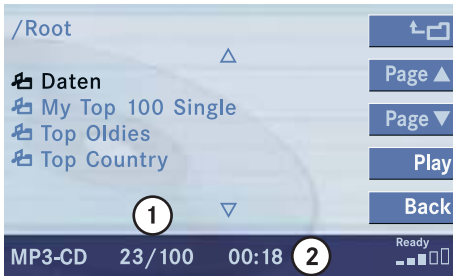 /Root
Daten
My Top 100 Single
Top Oldies
Top Country
Page ▲
Page ▼
Play
Back
1
2
MP3-CD 23/100 00:18
Ready